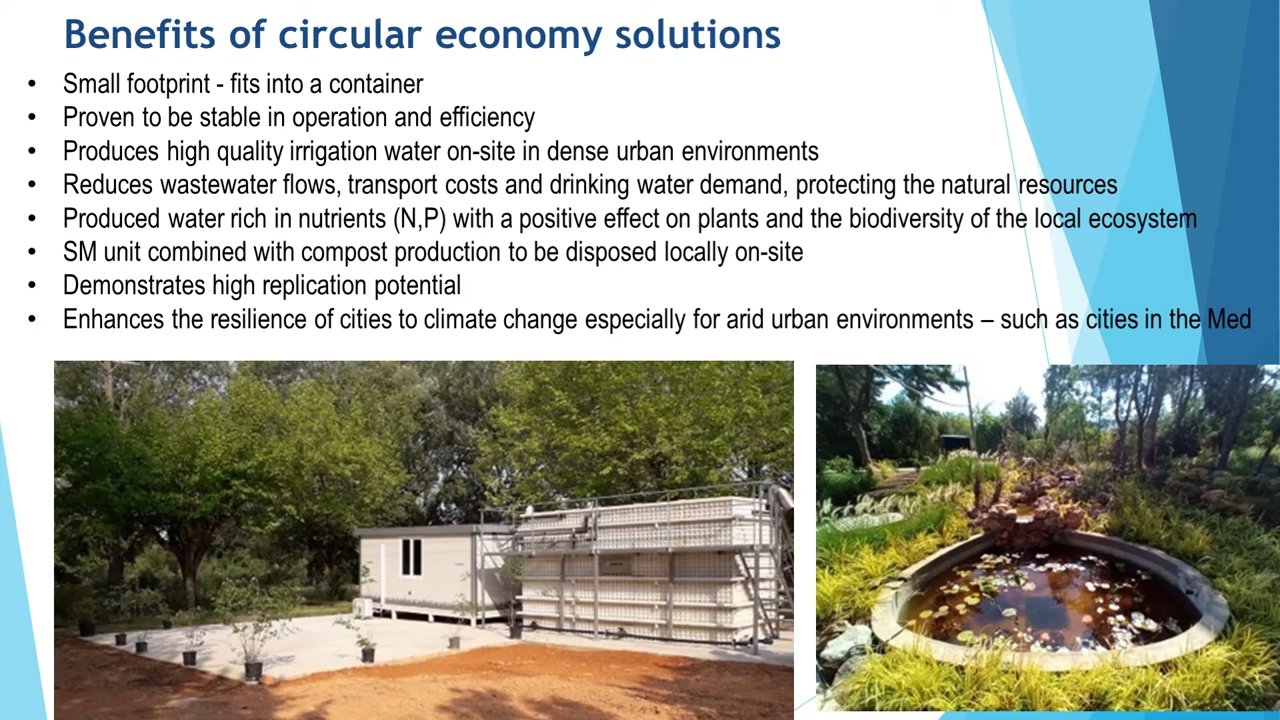 Benefits of circular economy solutions
• Small footprint - fits into a container
• Proven to be stable in operation and efficiency
• Produces high quality irrigation water on-site in dense urban environments
• Reduces wastewater flows, transport costs and drinking water demand, protecting the natural resources
• Produced water rich in nutrients (N,P) with a positive effect on plants and the biodiversity of the local ecosystem
• SM unit combined with compost production to be disposed locally on-site
• Demonstrates high replication potential
• Enhances the resilience of cities to climate change especially for arid urban environments – such as cities in the Med